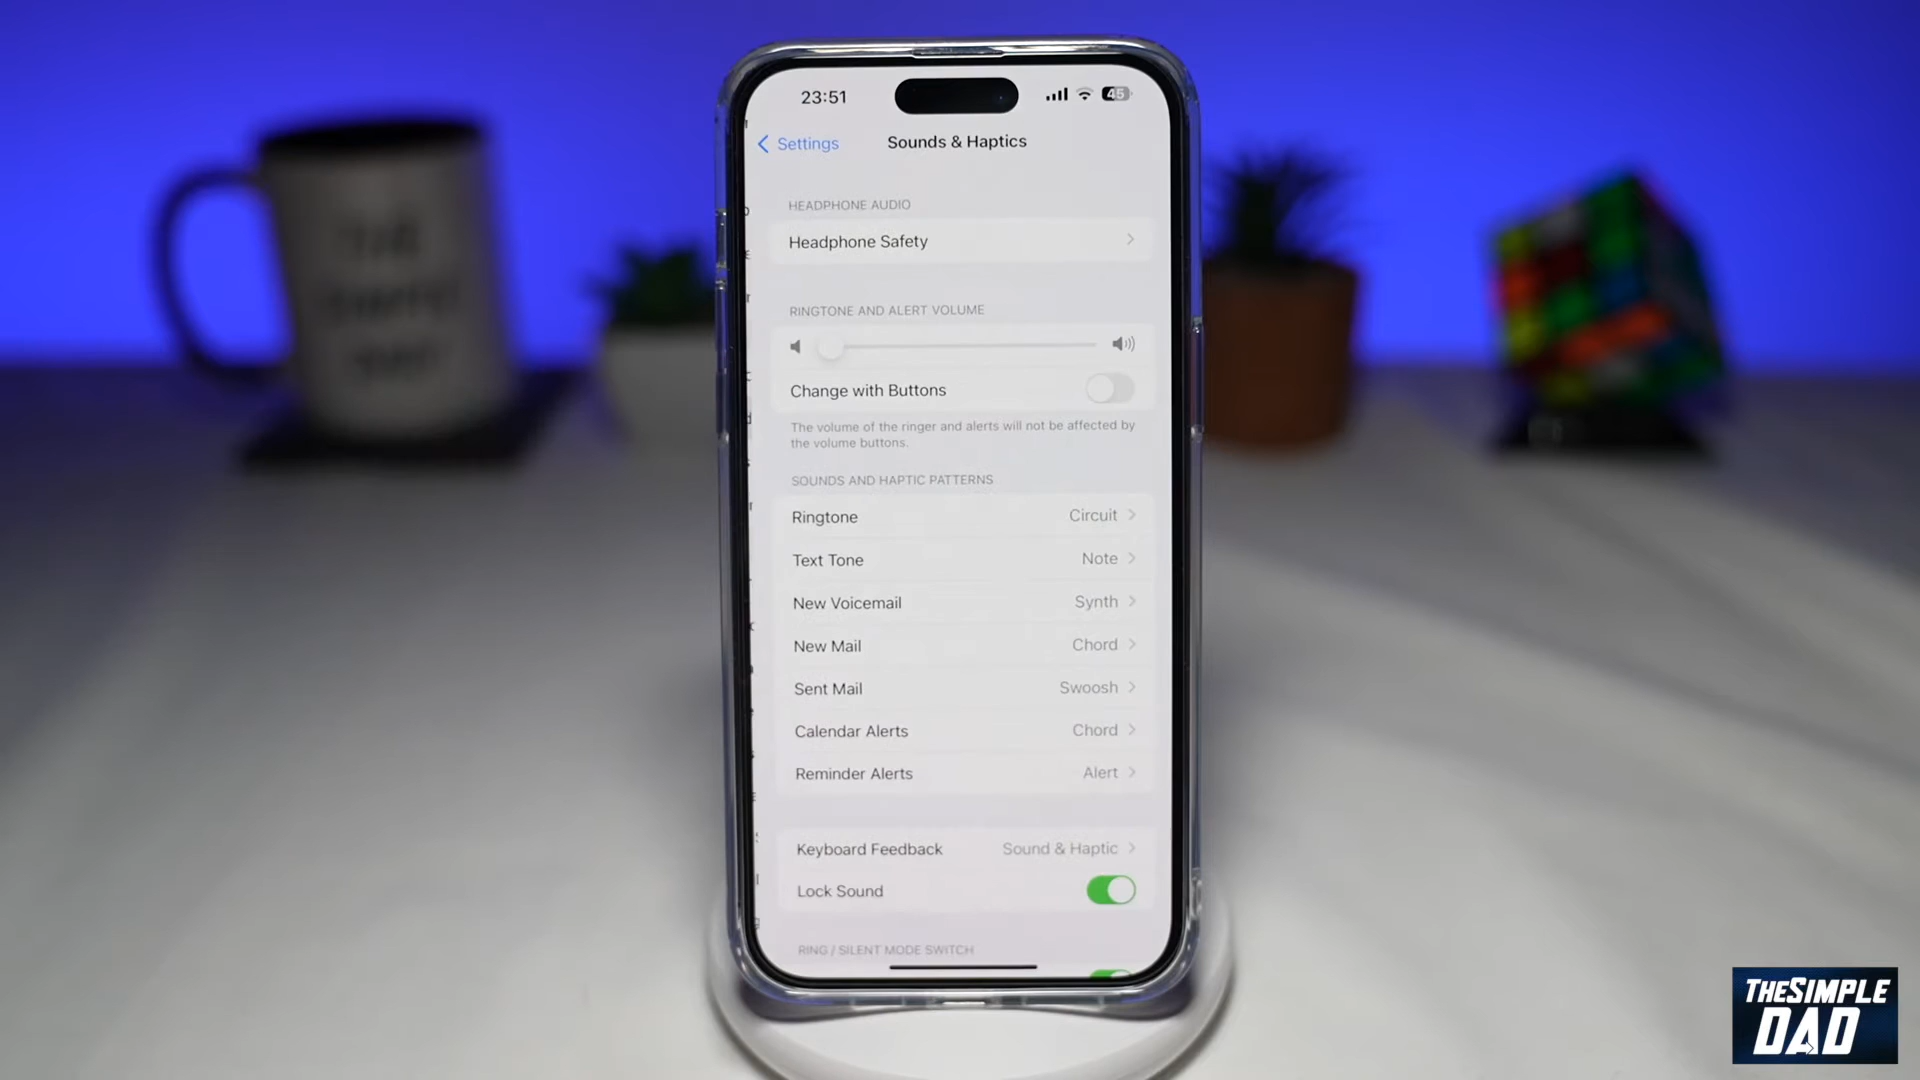 23:51
45
Settings
Sounds & Haptics
HEADPHONE AUDIO
Headphone Safety
RINGTONE AND ALERT VOLUME
Change with Buttons
The volume of the ringer and alerts will not be affected by
the volume buttons.
SOUNDS AND HAPTIC PATTERNS
Ringtone Circuit
Text Tone Note
New Voicemail Synth
New Mail Chord
Sent Mail Swoosh
Calendar Alerts Chord
Reminder Alerts Alert
Keyboard Feedback Sound & Haptic
Lock Sound
RING / SILENT MODE SWITCH
THESIMPLE
DAD